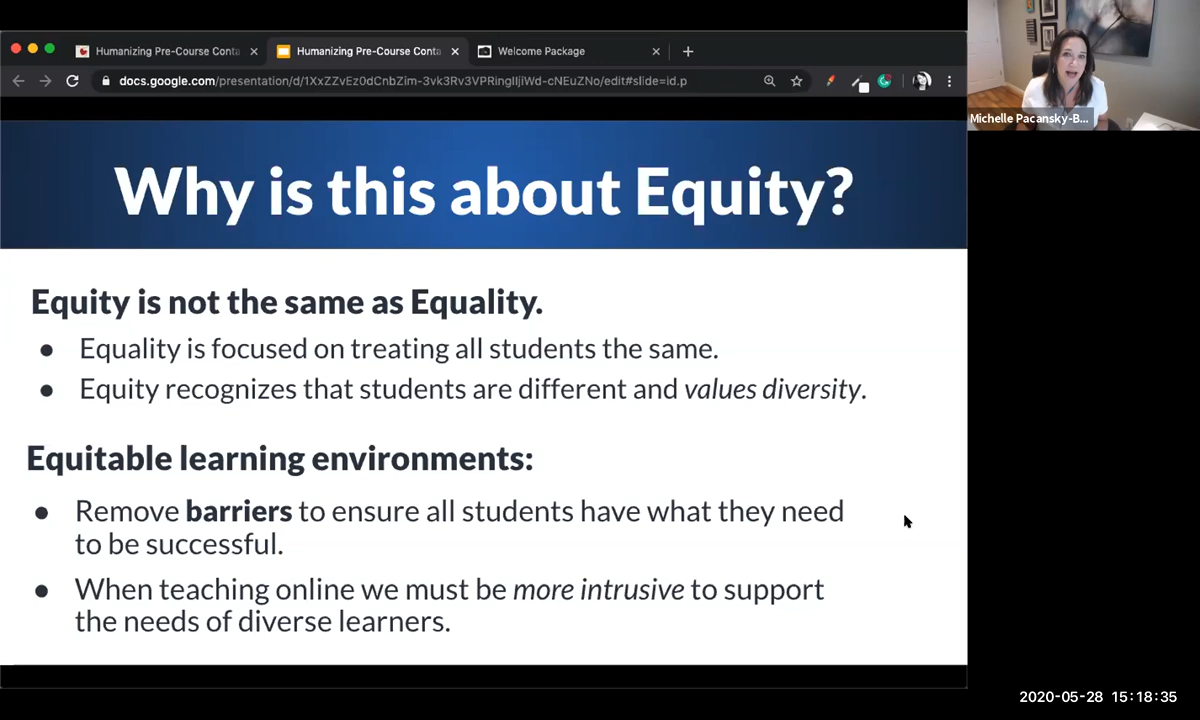 Humanizing Pre-Course Conta
Humanizing Pre-Course Conta
Welcome Package
docs.google.com/presentation/d/1XxZZvEz0dCnbZim-3vk3Rv3VPRingIIjiWd-cNEuZNo/edit#slide=id.p
Michelle Pacansky-B...
Why is this about Equity?
Equity is not the same as Equality.
● Equality is focused on treating all students the same.
● Equity recognizes that students are different and values diversity.
Equitable learning environments:
● Remove barriers to ensure all students have what they need
to be successful.
● When teaching online we must be more intrusive to support
the needs of diverse learners.
2020-05-28 15:18:35